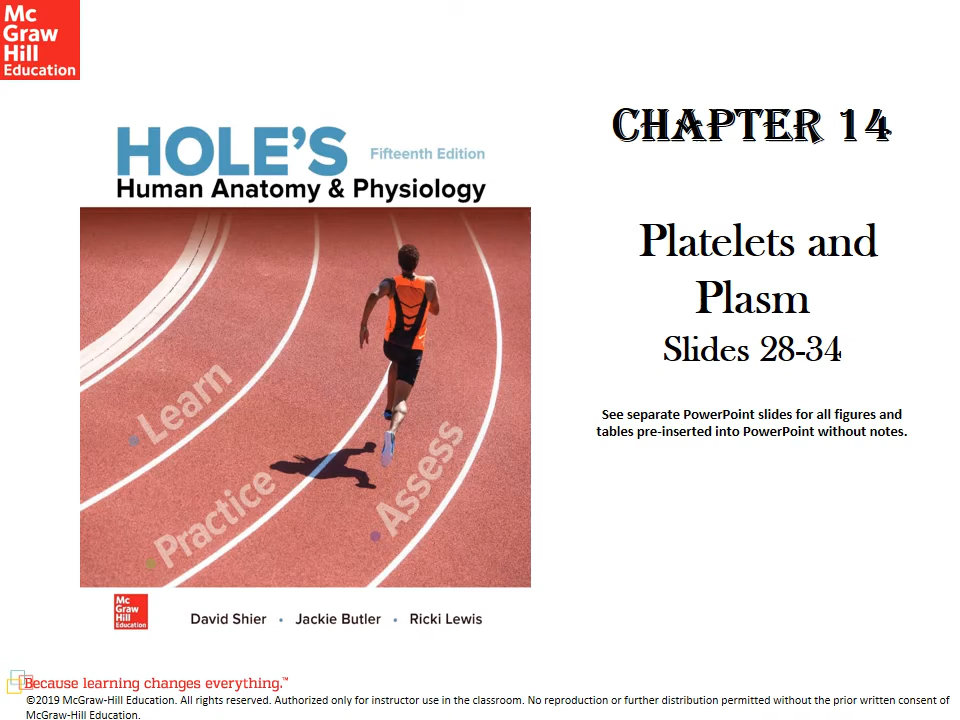 Mc
Graw
Hill
Education
CHAPTER 14
HOLE'S
Fifteenth Edition
Human Anatomy & Physiology
Platelets and
Plasm
Slides 28-34
See separate PowerPoint slides for all figures and
tables pre-inserted into PowerPoint without notes.
Learn
Practice
Assess
Mc
Graw
Hill
Education
David Shier • Jackie Butler • Ricki Lewis
Because learning changes everything.™
©2019 McGraw-Hill Education. All rights reserved. Authorized only for instructor use in the classroom. No reproduction or further distribution permitted without the prior written consent of
McGraw-Hill Education.